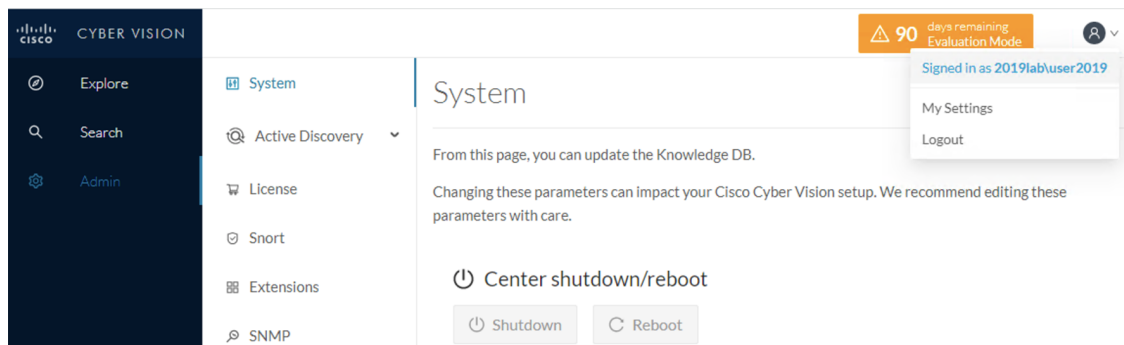 CISCO
CYBER VISION
90
days remaining
Evaluation Mode
Signed in as 2019lab\user2019
My Settings
Logout
Explore
Search
Admin
System
Active Discovery
License
Snort
Extensions
SNMP
System
From this page, you can update the Knowledge DB.
Changing these parameters can impact your Cisco Cyber Vision setup. We recommend editing these
parameters with care.
Center shutdown/reboot
Shutdown
Reboot